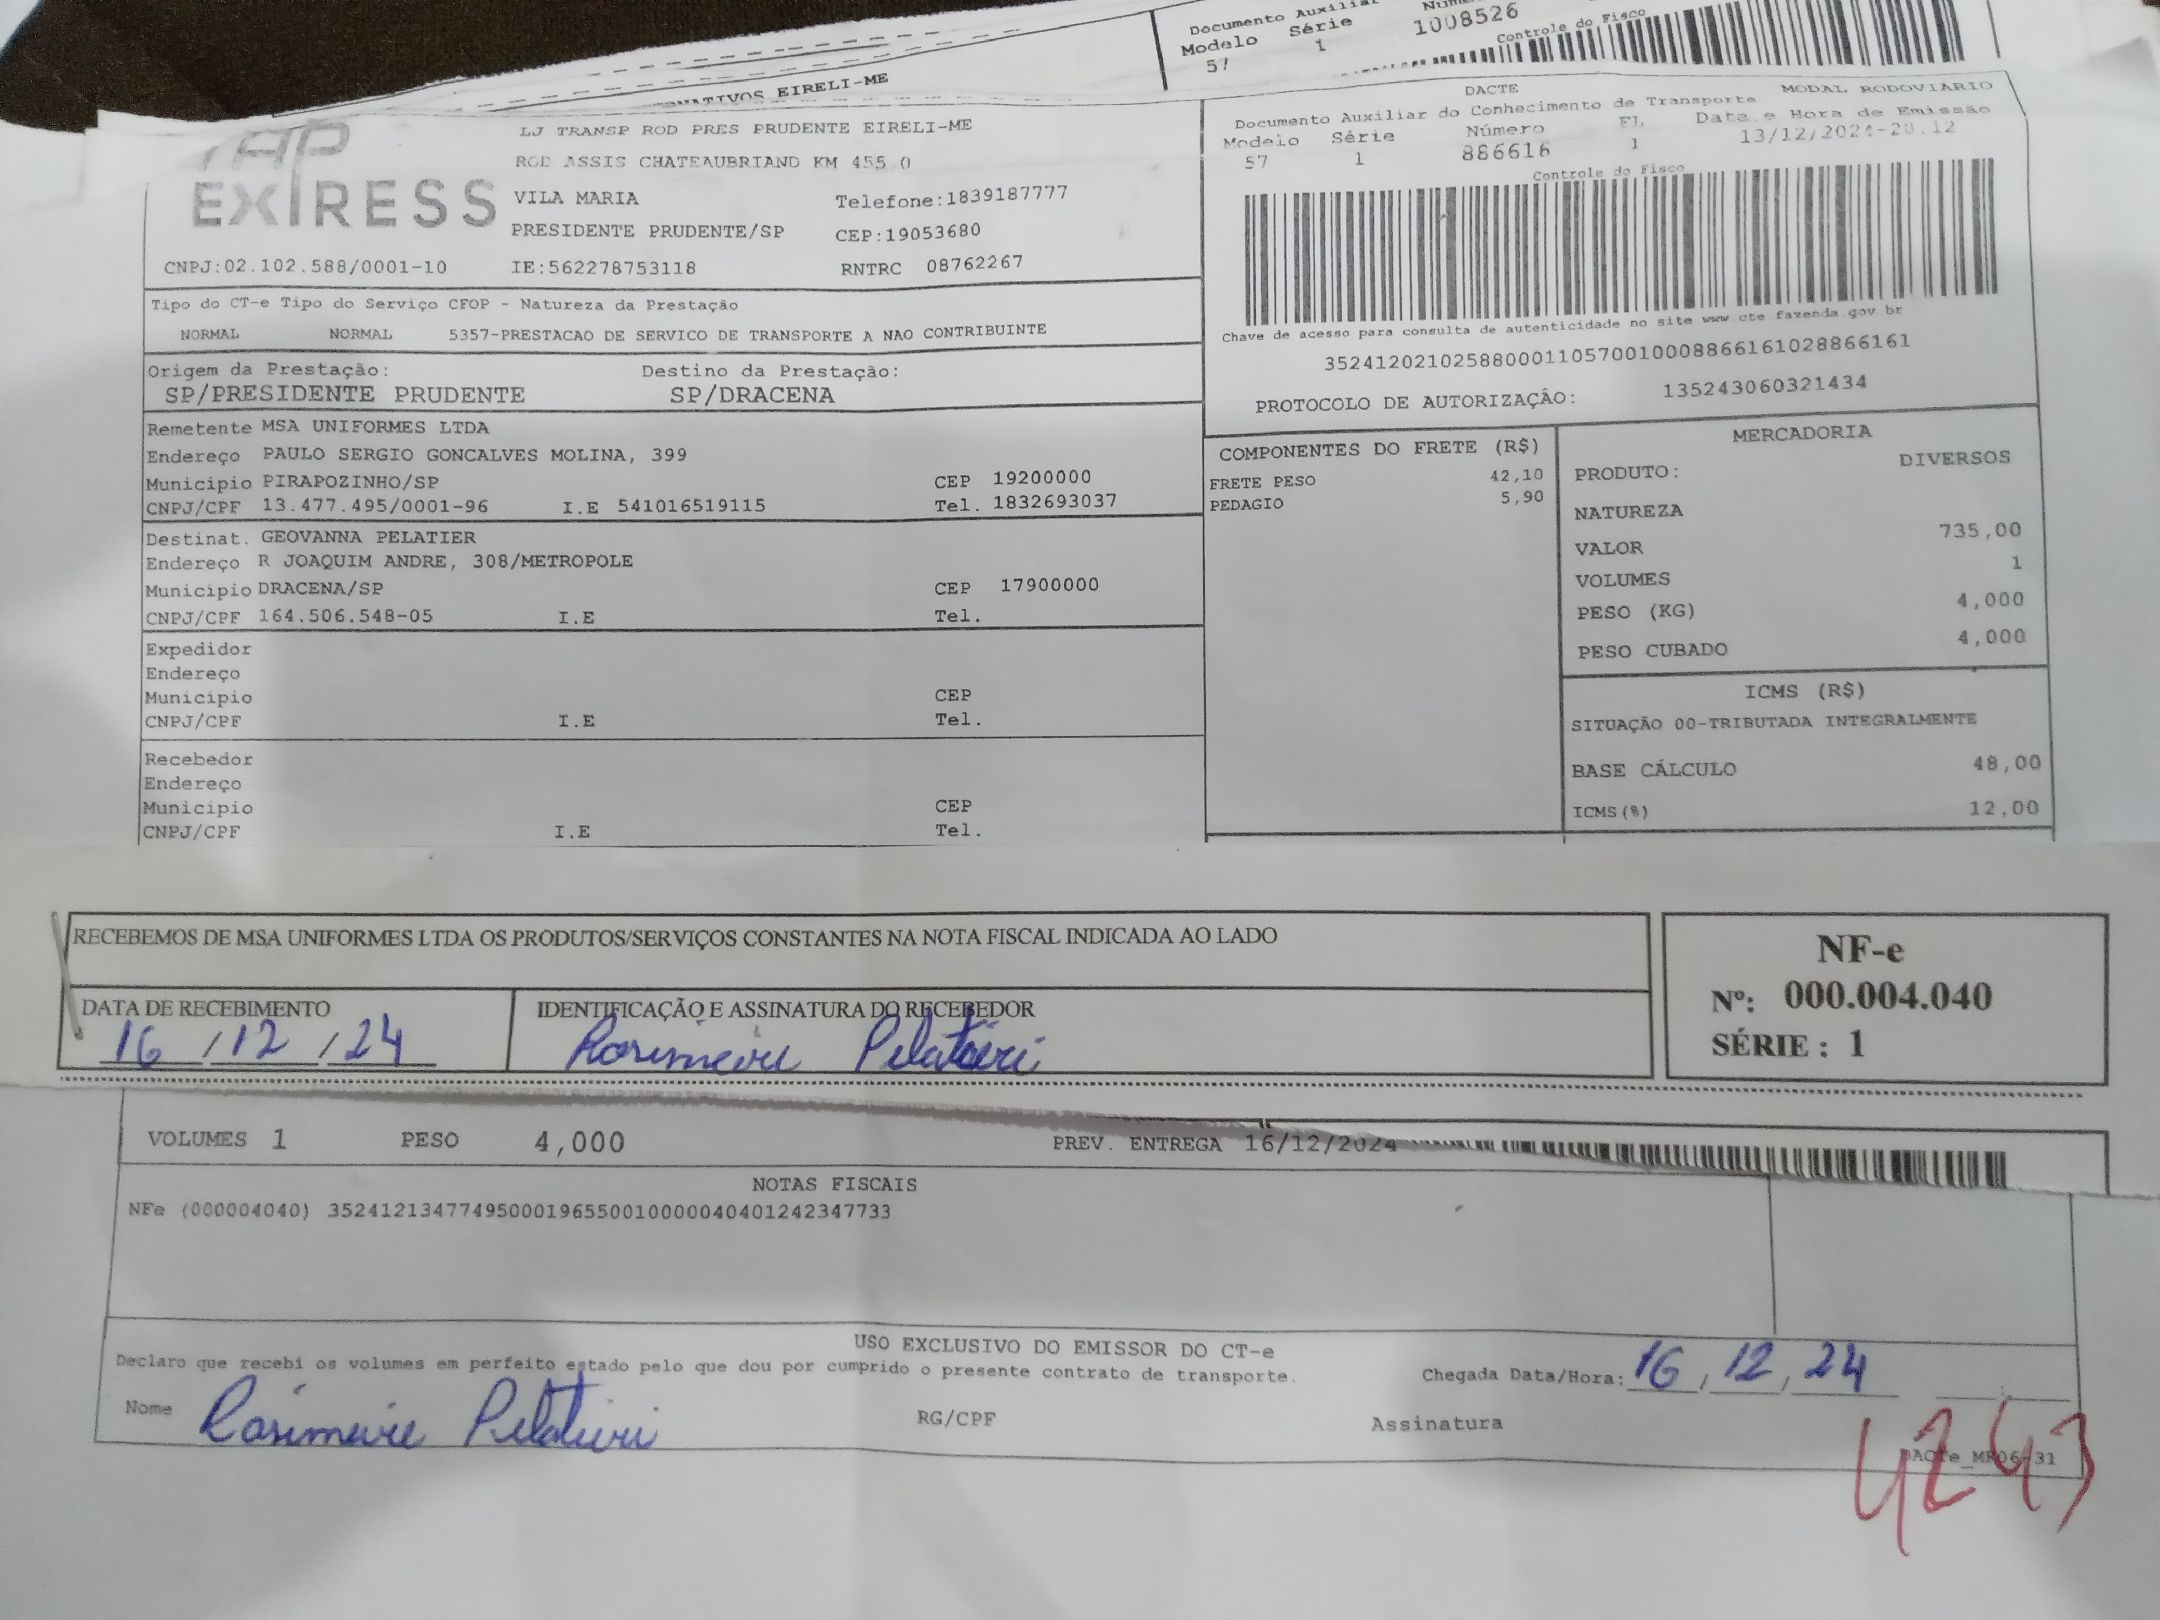 Documento Auxiliar
Modelo Série
57 1 1008526
Controle do Fisco
EIRELI-ME
EXPRESS
LJ TRANSP ROD PRES PRUDENTE EIRELI-ME
ROD ASSIS CHATEAUBRIAND KM 455.0
VILA MARIA Telefone:1839187777
PRESIDENTE PRUDENTE/SP CEP:19053680
CNPJ:02.102.588/0001-10 IE:562278753118 RNTRC 08762267
DACTE MODAL RODOVIARIO
Documento Auxiliar do Conhecimento de Transporte
Modelo Série Número FL Data e Hora de Emissão
57 1 886616 1 13/12/2024-20:12
Controle do Fisco
Chave de acesso para consulta de autenticidade no site www.cte.fazenda.gov.br
35241202102588000110570010008866161028866161
PROTOCOLO DE AUTORIZAÇÃO: 135243060321434
Tipo do CT-e Tipo do Serviço CFOP - Natureza da Prestação
NORMAL NORMAL 5357-PRESTACAO DE SERVICO DE TRANSPORTE A NAO CONTRIBUINTE
Origem da Prestação: Destino da Prestação:
SP/PRESIDENTE PRUDENTE SP/DRACENA
Remetente MSA UNIFORMES LTDA
Endereço PAULO SERGIO GONCALVES MOLINA, 399
Municipio PIRAPOZINHO/SP CEP 19200000
CNPJ/CPF 13.477.495/0001-96 I.E 541016519115 Tel. 1832693037
Destinat. GEOVANNA PELATIER
Endereço R JOAQUIM ANDRE, 308/METROPOLE
Municipio DRACENA/SP CEP 17900000
CNPJ/CPF 164.506.548-05 I.E Tel.
Expedidor
Endereço
Municipio CEP
CNPJ/CPF I.E Tel.
Recebedor
Endereço
Municipio CEP
CNPJ/CPF I.E Tel.
COMPONENTES DO FRETE (R$)
FRETE PESO 42,10
PEDAGIO 5,90
MERCADORIA
PRODUTO: DIVERSOS
NATUREZA
VALOR 735,00
VOLUMES 1
PESO (KG) 4,000
PESO CUBADO 4,000
ICMS (R$)
SITUAÇÃO 00-TRIBUTADA INTEGRALMENTE
BASE CÁLCULO 48,00
ICMS(%) 12,00
RECEBEMOS DE MSA UNIFORMES LTDA OS PRODUTOS/SERVIÇOS CONSTANTES NA NOTA FISCAL INDICADA AO LADO
DATA DE RECEBIMENTO IDENTIFICAÇÃO E ASSINATURA DO RECEBEDOR
16/12/24 Rosimeire Pelatieri
NF-e
Nº: 000.004.040
SÉRIE : 1
VOLUMES 1 PESO 4,000 PREV. ENTREGA 16/12/2024
NOTAS FISCAIS
NFe (000004040) 35241213477495000196550010000040401242347733
USO EXCLUSIVO DO EMISSOR DO CT-e
Declaro que recebi os volumes em perfeito estado pelo que dou por cumprido o presente contrato de transporte. Chegada Data/Hora: 16/12/24
Nome Rosimeire Pelatieri RG/CPF Assinatura
DACTe_MP06-31
4243